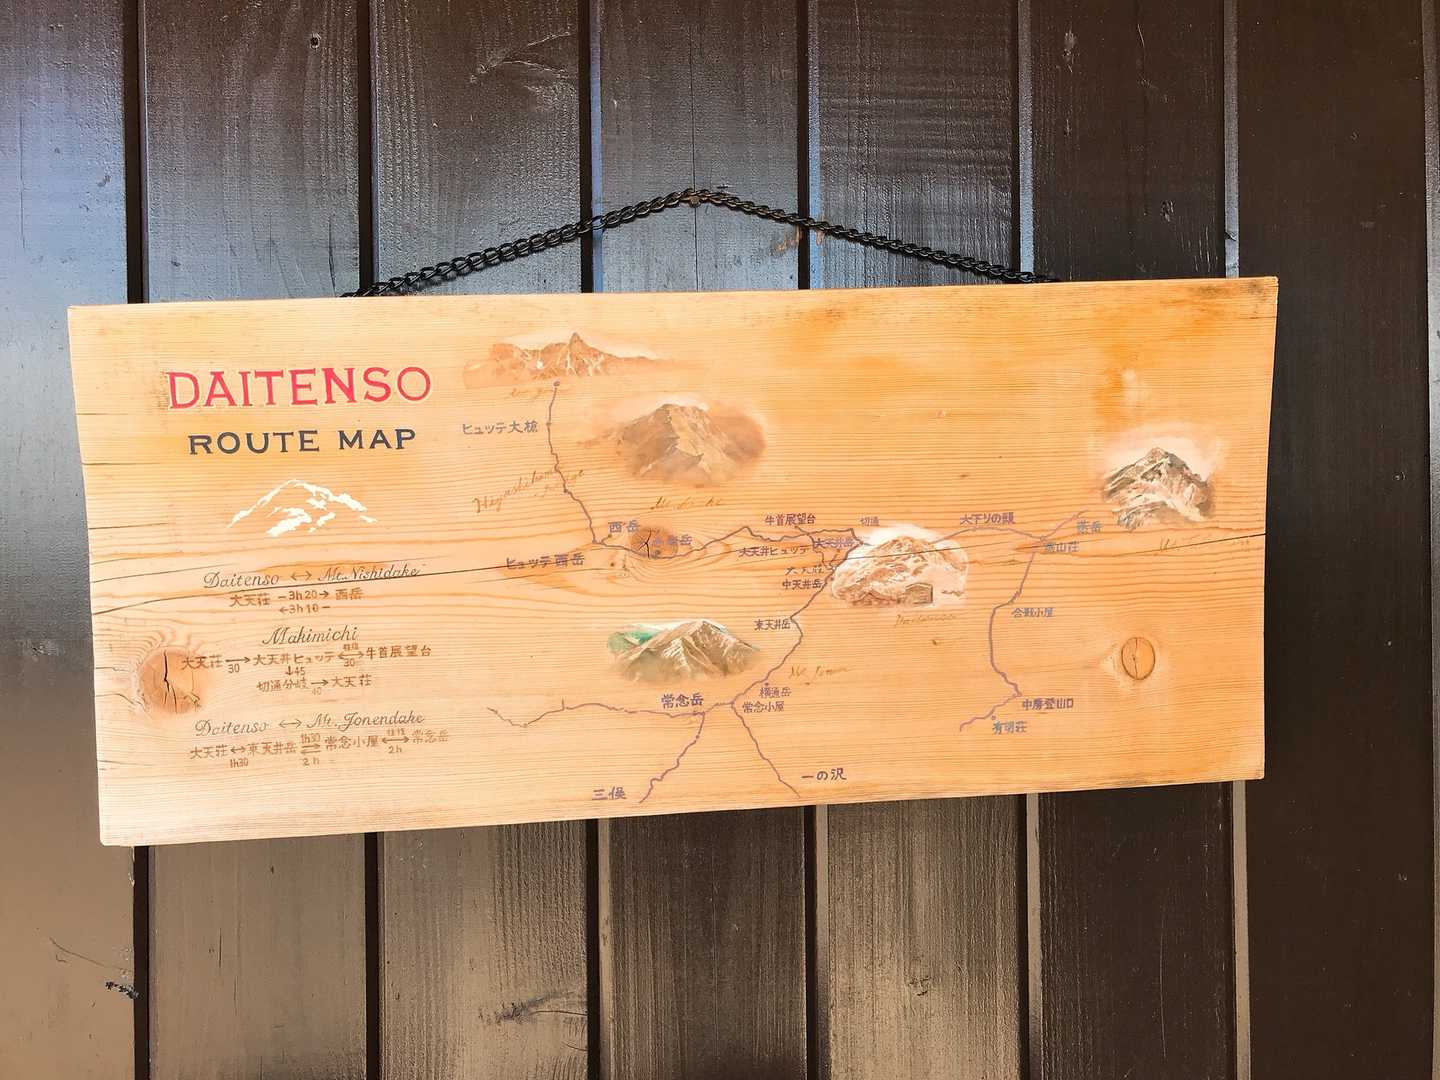 DAITENSO
ROUTE MAP
Daitenso ↔ Mt. Nishidake
大天荘 —3h20→ 西岳
←3h10—
Makimichi
大天荘 → 大天井ヒュッテ ↔ 牛首展望台
30
往復
30
↓45
切通分岐 → 大天荘
40
Daitenso ↔ Mt. Jonendake
大天荘 ↔ 東天井岳 ⇄ 常念小屋 ↔ 常念岳
1h30
1h30
2h
往復
2h
ヒュッテ大槍
西岳
ヒュッテ西岳
牛首展望台
切通
大天井ヒュッテ
大天井岳
中天井岳
東天井岳
横通岳
常念小屋
常念岳
三俣
一の沢
大下りの頭
燕岳
燕山荘
合戦小屋
中房登山口
有明荘